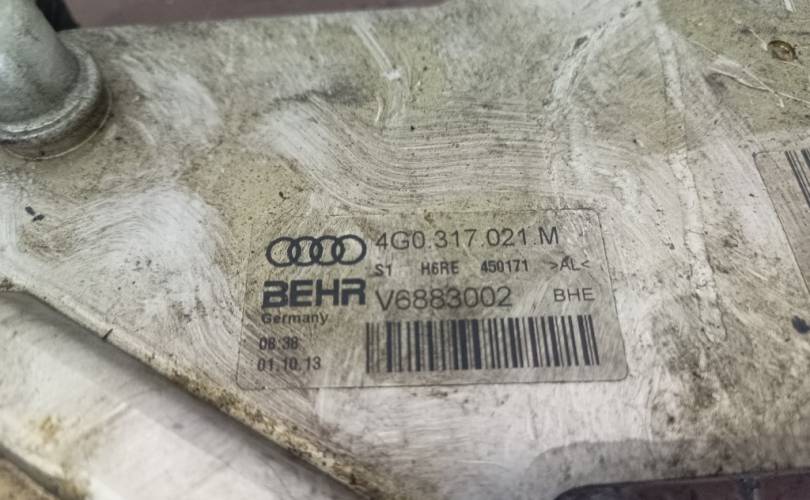 4G0.317.021.M
S1 H6RE 450171 >AL<
BEHR V6883002 BHE
Germany
08:38
01.10.13